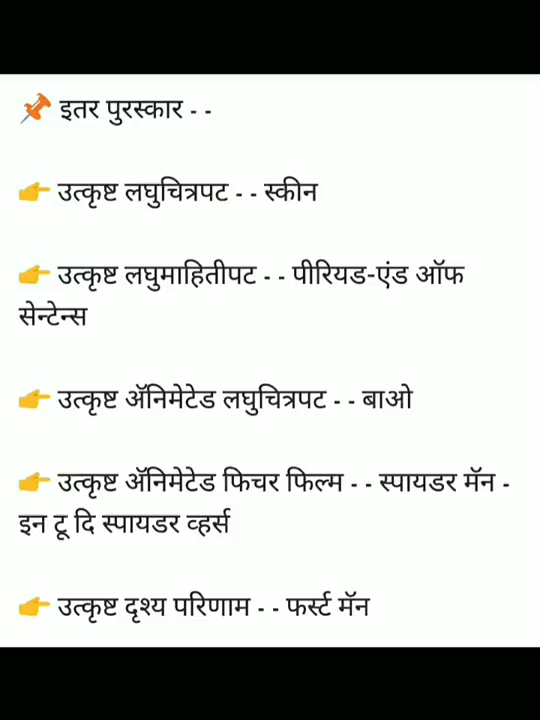 📌 इतर पुरस्कार - -
👉 उत्कृष्ट लघुचित्रपट - - स्कीन
👉 उत्कृष्ट लघुमाहितीपट - - पीरियड-एंड ऑफ
सेन्टेन्स
👉 उत्कृष्ट ॲनिमेटेड लघुचित्रपट - - बाओ
👉 उत्कृष्ट ॲनिमेटेड फिचर फिल्म - - स्पायडर मॅन -
इन टू दि स्पायडर व्हर्स
👉 उत्कृष्ट दृश्य परिणाम - - फर्स्ट मॅन